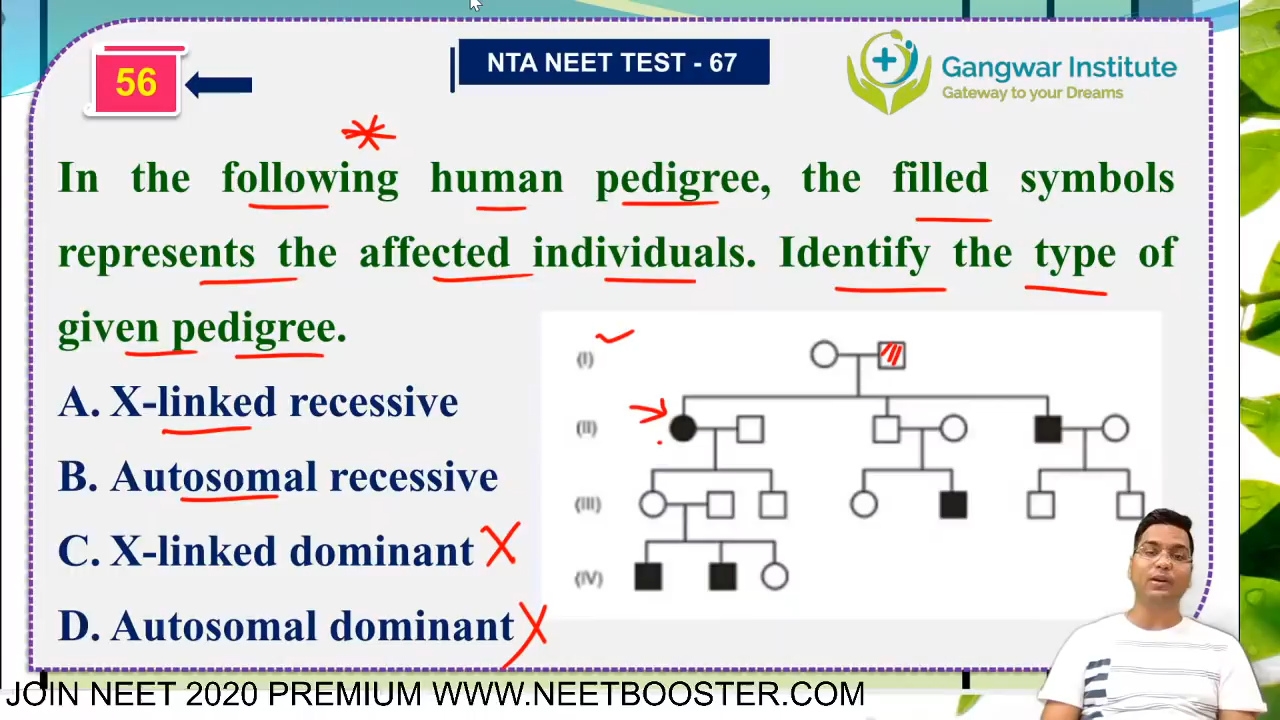 56
NTA NEET TEST - 67
Gangwar Institute
Gateway to your Dreams
In the following human pedigree, the filled symbols
represents the affected individuals. Identify the type of
given pedigree.
A. X-linked recessive
B. Autosomal recessive
C. X-linked dominant
D. Autosomal dominant
(I)
(II)
(III)
(IV)
JOIN NEET 2020 PREMIUM WWW.NEETBOOSTER.COM